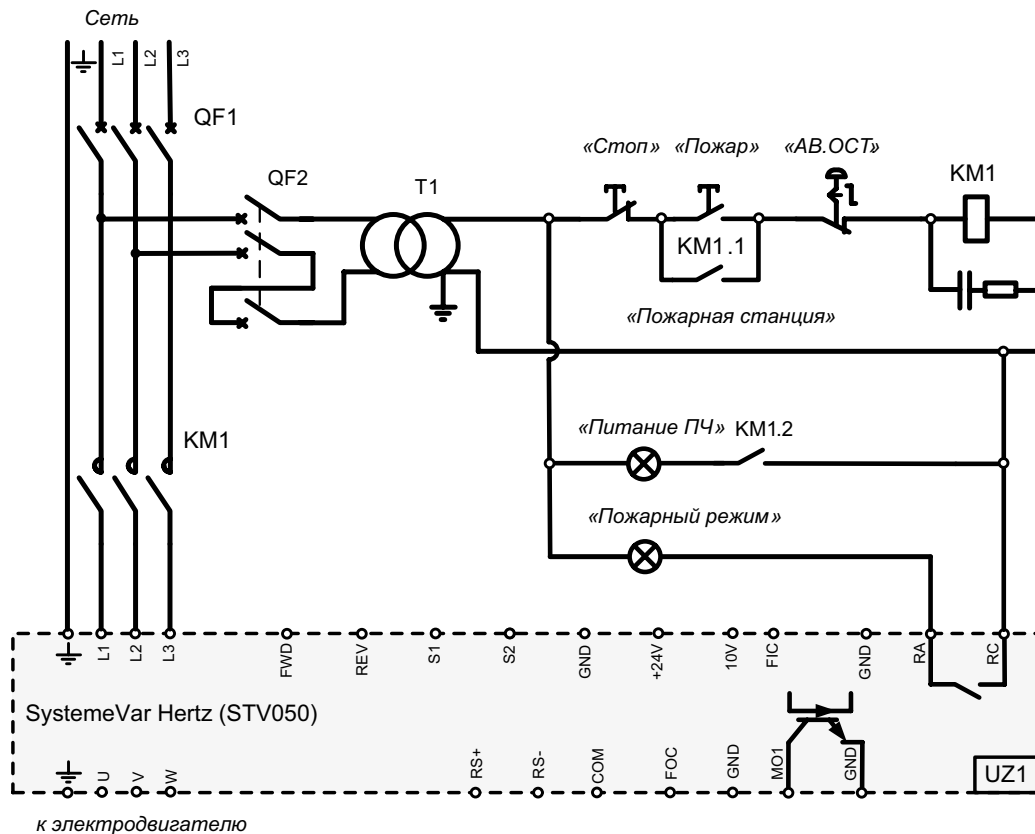 Сеть
L1 L2 L3
QF1
QF2
T1
«Стоп» «Пожар» «АВ.ОСТ»
KM1
KM1.1
«Пожарная станция»
KM1
«Питание ПЧ» KM1.2
«Пожарный режим»
L1 L2 L3 FWD REV S1 S2 GND +24V 10V FIC GND RA RC
SystemeVar Hertz (STV050)
U V W RS+ RS- COM FOC GND MO1 GND
UZ1
к электродвигателю